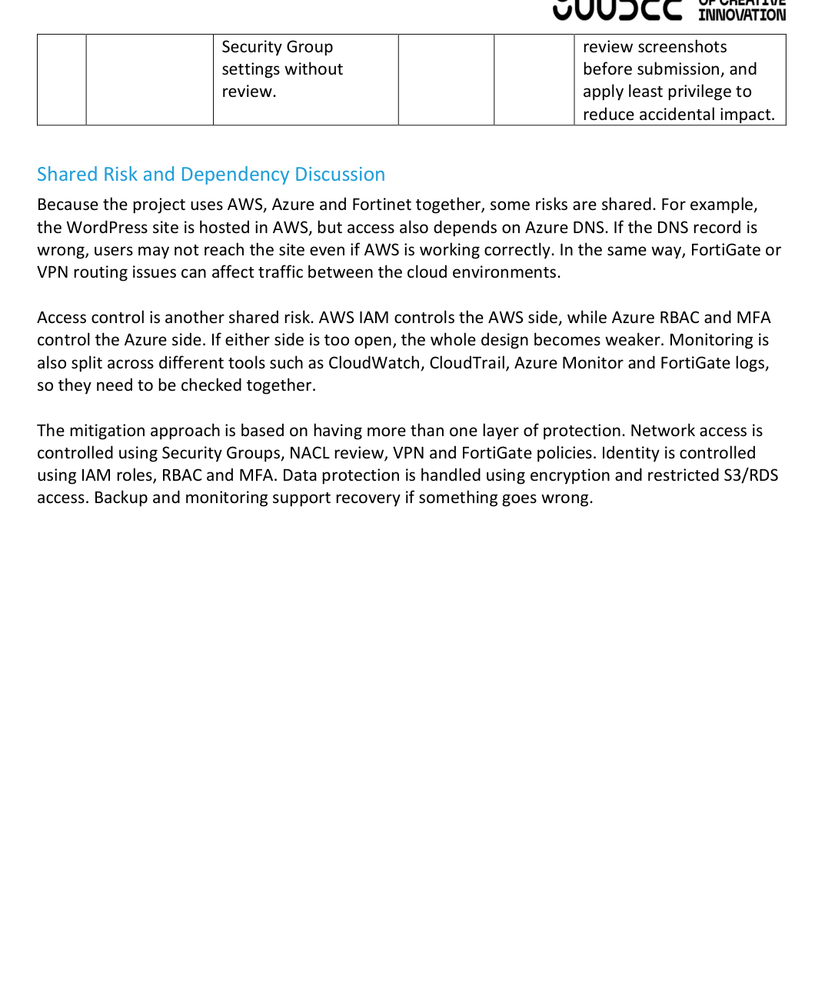 OF CREATIVE
INNOVATION
Security Group
settings without
review.
review screenshots
before submission, and
apply least privilege to
reduce accidental impact.
Shared Risk and Dependency Discussion
Because the project uses AWS, Azure and Fortinet together, some risks are shared. For example,
the WordPress site is hosted in AWS, but access also depends on Azure DNS. If the DNS record is
wrong, users may not reach the site even if AWS is working correctly. In the same way, FortiGate or
VPN routing issues can affect traffic between the cloud environments.
Access control is another shared risk. AWS IAM controls the AWS side, while Azure RBAC and MFA
control the Azure side. If either side is too open, the whole design becomes weaker. Monitoring is
also split across different tools such as CloudWatch, CloudTrail, Azure Monitor and FortiGate logs,
so they need to be checked together.
The mitigation approach is based on having more than one layer of protection. Network access is
controlled using Security Groups, NACL review, VPN and FortiGate policies. Identity is controlled
using IAM roles, RBAC and MFA. Data protection is handled using encryption and restricted S3/RDS
access. Backup and monitoring support recovery if something goes wrong.